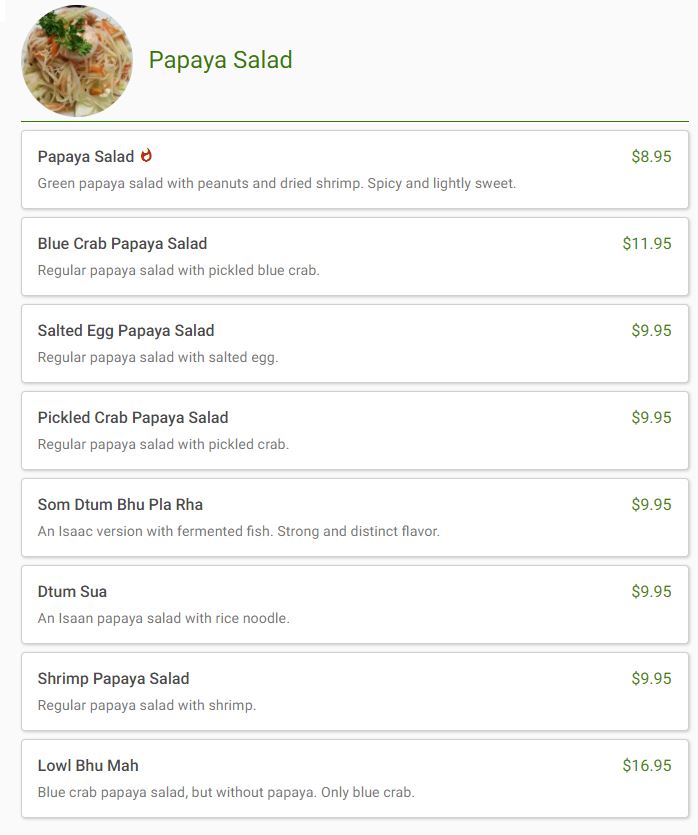 Papaya Salad
Papaya Salad $8.95
Green papaya salad with peanuts and dried shrimp. Spicy and lightly sweet.
Blue Crab Papaya Salad $11.95
Regular papaya salad with pickled blue crab.
Salted Egg Papaya Salad $9.95
Regular papaya salad with salted egg.
Pickled Crab Papaya Salad $9.95
Regular papaya salad with pickled crab.
Som Dtum Bhu Pla Rha $9.95
An Isaac version with fermented fish. Strong and distinct flavor.
Dtum Sua $9.95
An Isaan papaya salad with rice noodle.
Shrimp Papaya Salad $9.95
Regular papaya salad with shrimp.
Lowl Bhu Mah $16.95
Blue crab papaya salad, but without papaya. Only blue crab.